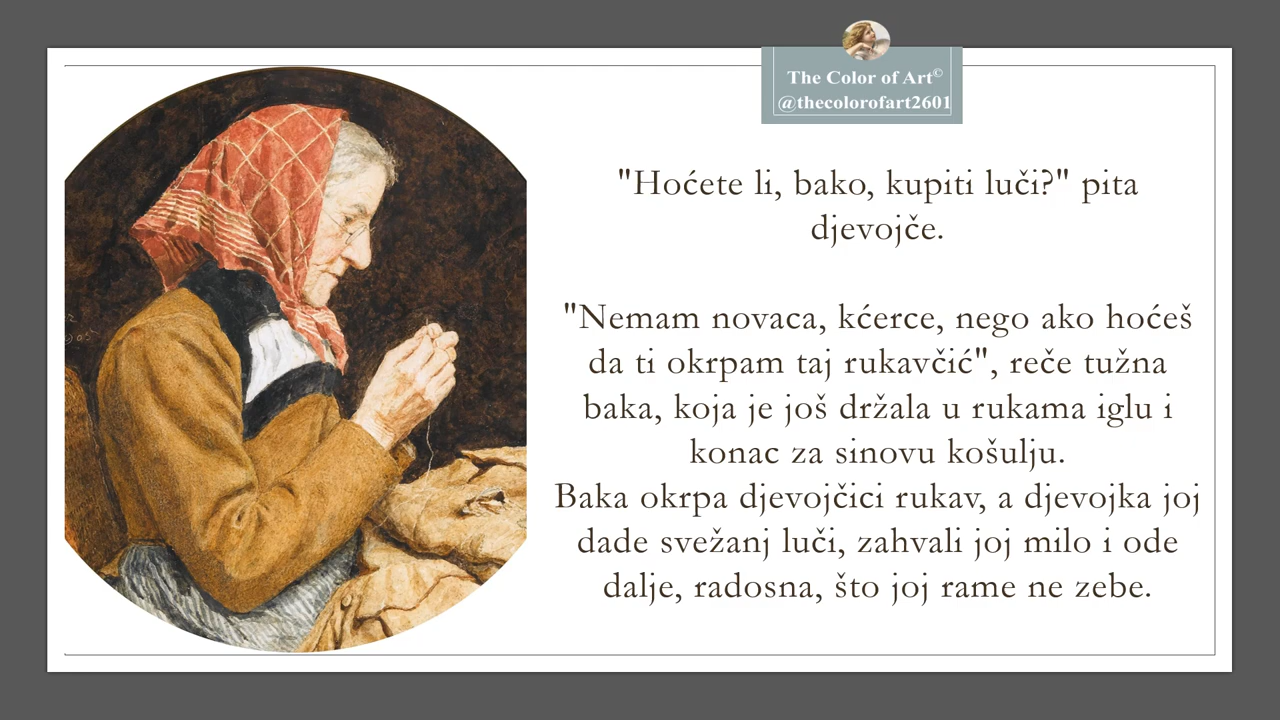 The Color of Art©
@thecolorofart2601
"Hoćete li, bako, kupiti luči?" pita
djevojče.
"Nemam novaca, kćerce, nego ako hoćeš
da ti okrpam taj rukavčić", reče tužna
baka, koja je još držala u rukama iglu i
konac za sinovu košulju.
Baka okrpa djevojčici rukav, a djevojka joj
dade svežanj luči, zahvali joj milo i ode
dalje, radosna, što joj rame ne zebe.